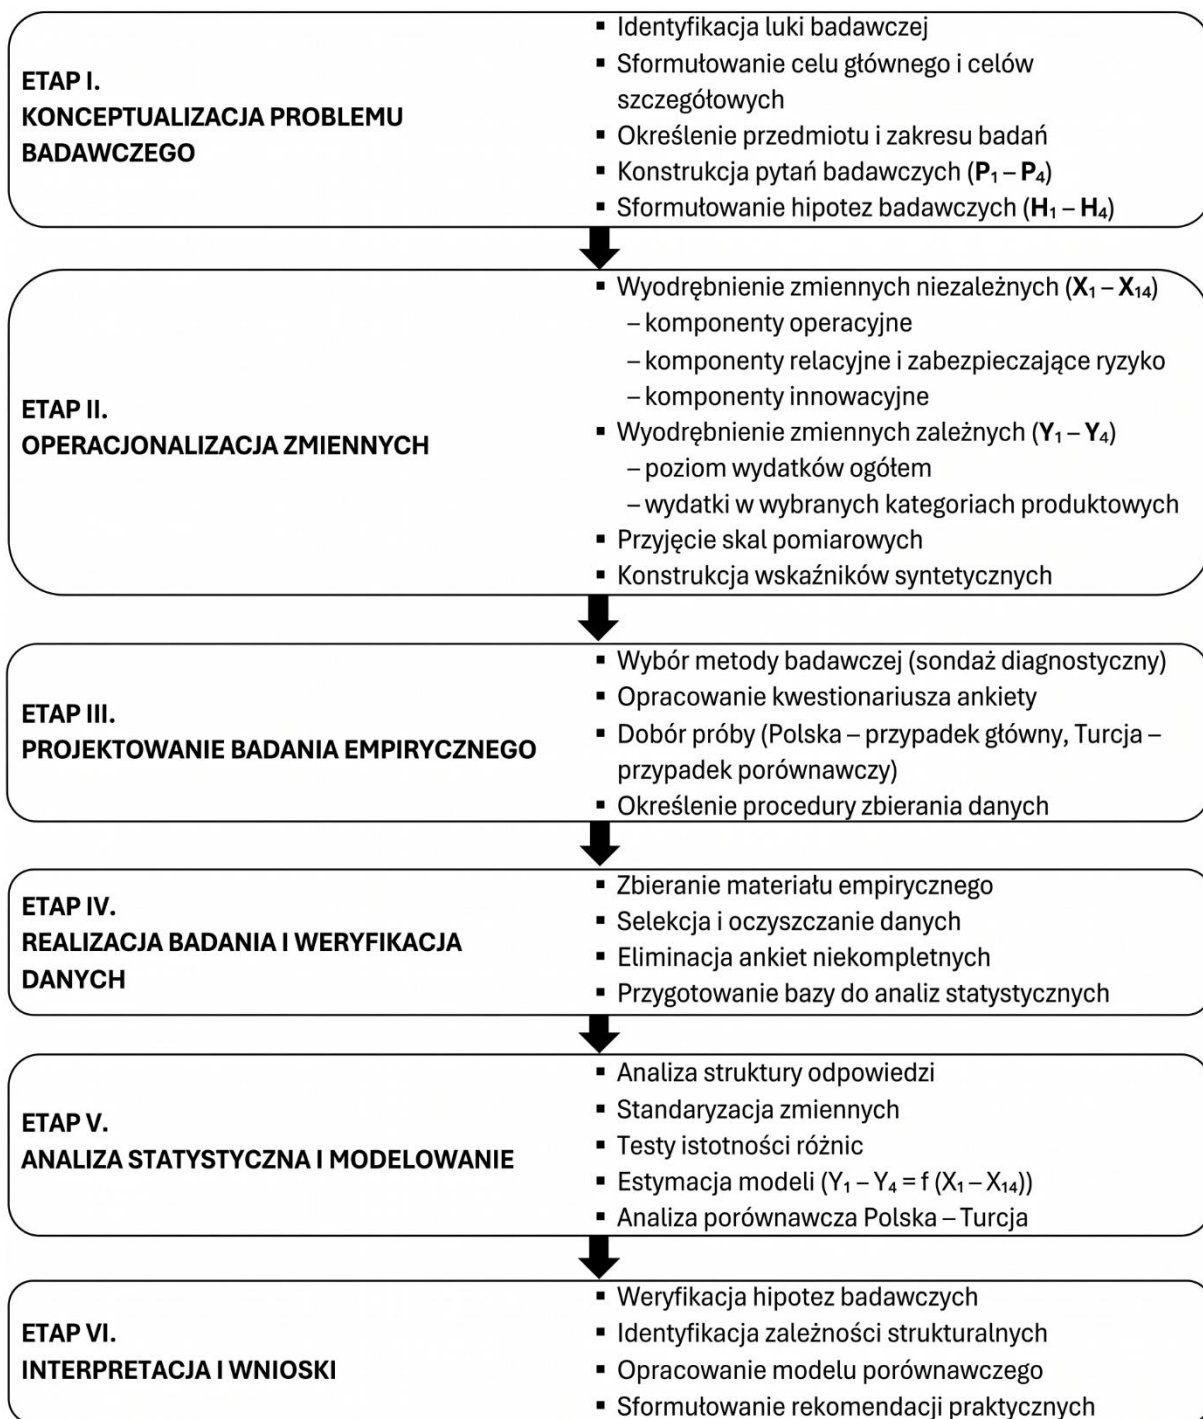 ETAP I.
KONCEPTUALIZACJA PROBLEMU
BADAWCZEGO
▪ Identyfikacja luki badawczej
▪ Sformułowanie celu głównego i celów
szczegółowych
▪ Określenie przedmiotu i zakresu badań
▪ Konstrukcja pytań badawczych (P₁ – P₄)
▪ Sformułowanie hipotez badawczych (H₁ – H₄)
ETAP II.
OPERACJONALIZACJA ZMIENNYCH
▪ Wyodrębnienie zmiennych niezależnych (X₁ – X₁₄)
– komponenty operacyjne
– komponenty relacyjne i zabezpieczające ryzyko
– komponenty innowacyjne
▪ Wyodrębnienie zmiennych zależnych (Y₁ – Y₄)
– poziom wydatków ogółem
– wydatki w wybranych kategoriach produktowych
▪ Przyjęcie skal pomiarowych
▪ Konstrukcja wskaźników syntetycznych
ETAP III.
PROJEKTOWANIE BADANIA EMPIRYCZNEGO
▪ Wybór metody badawczej (sondaż diagnostyczny)
▪ Opracowanie kwestionariusza ankiety
▪ Dobór próby (Polska – przypadek główny, Turcja –
przypadek porównawczy)
▪ Określenie procedury zbierania danych
ETAP IV.
REALIZACJA BADANIA I WERYFIKACJA
DANYCH
▪ Zbieranie materiału empirycznego
▪ Selekcja i oczyszczanie danych
▪ Eliminacja ankiet niekompletnych
▪ Przygotowanie bazy do analiz statystycznych
ETAP V.
ANALIZA STATYSTYCZNA I MODELOWANIE
▪ Analiza struktury odpowiedzi
▪ Standaryzacja zmiennych
▪ Testy istotności różnic
▪ Estymacja modeli (Y₁ – Y₄ = f (X₁ – X₁₄))
▪ Analiza porównawcza Polska – Turcja
ETAP VI.
INTERPRETACJA I WNIOSKI
▪ Weryfikacja hipotez badawczych
▪ Identyfikacja zależności strukturalnych
▪ Opracowanie modelu porównawczego
▪ Sformułowanie rekomendacji praktycznych